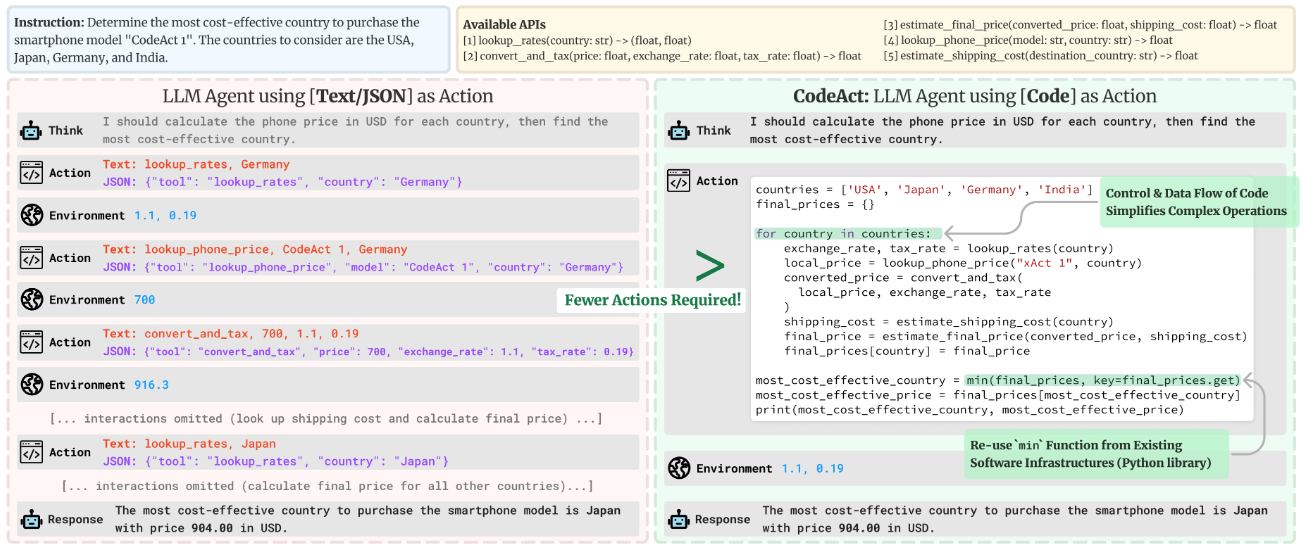 Instruction: Determine the most cost-effective country to purchase the
smartphone model "CodeAct 1". The countries to consider are the USA,
Japan, Germany, and India.
Available APIs
[1] lookup_rates(country: str) -> (float, float)
[2] convert_and_tax(price: float, exchange_rate: float, tax_rate: float) -> float
[3] estimate_final_price(converted_price: float, shipping_cost: float) -> float
[4] lookup_phone_price(model: str, country: str) -> float
[5] estimate_shipping_cost(destination_country: str) -> float
LLM Agent using [Text/JSON] as Action
Think
I should calculate the phone price in USD for each country, then find the
most cost-effective country.
Action
Text: lookup_rates, Germany
JSON: {"tool": "lookup_rates", "country": "Germany"}
Environment 1.1, 0.19
Action
Text: lookup_phone_price, CodeAct 1, Germany
JSON: {"tool": "lookup_phone_price", "model": "CodeAct 1", "country": "Germany"}
Environment 700
Action
Text: convert_and_tax, 700, 1.1, 0.19
JSON: {"tool": "convert_and_tax", "price": 700, "exchange_rate": 1.1, "tax_rate": 0.19}
Environment 916.3
[... interactions omitted (look up shipping cost and calculate final price) ...]
Action
Text: lookup_rates, Japan
JSON: {"tool": "lookup_rates", "country": "Japan"}
[... interactions omitted (calculate final price for all other countries)...]
Response
The most cost-effective country to purchase the smartphone model is Japan
with price 904.00 in USD.
>
Fewer Actions Required!
CodeAct: LLM Agent using [Code] as Action
Think
I should calculate the phone price in USD for each country, then find the
most cost-effective country.
Action
countries = ['USA', 'Japan', 'Germany', 'India']
final_prices = {}
for country in countries:
exchange_rate, tax_rate = lookup_rates(country)
local_price = lookup_phone_price("xAct 1", country)
converted_price = convert_and_tax(
local_price, exchange_rate, tax_rate
)
shipping_cost = estimate_shipping_cost(country)
final_price = estimate_final_price(converted_price, shipping_cost)
final_prices[country] = final_price
most_cost_effective_country = min(final_prices, key=final_prices.get)
most_cost_effective_price = final_prices[most_cost_effective_country]
print(most_cost_effective_country, most_cost_effective_price)
Control & Data Flow of Code
Simplifies Complex Operations
Re-use `min` Function from Existing
Software Infrastructures (Python library)
Environment 1.1, 0.19
Response
The most cost-effective country to purchase the smartphone model is Japan
with price 904.00 in USD.